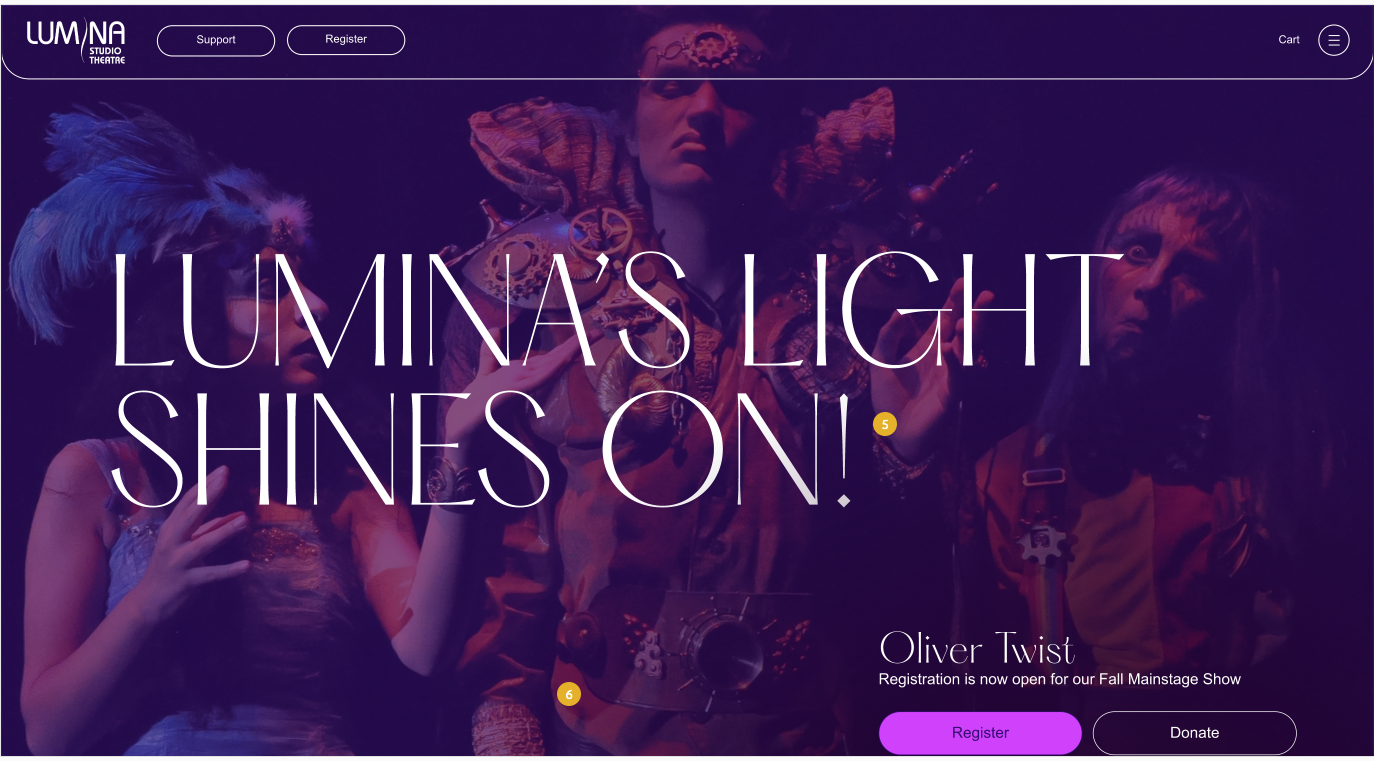 LUMINA
STUDIO
THEATRE
Support
Register
Cart
LUMINA’S LIGHT
SHINES ON!
5
6
Oliver Twist
Registration is now open for our Fall Mainstage Show
Register
Donate